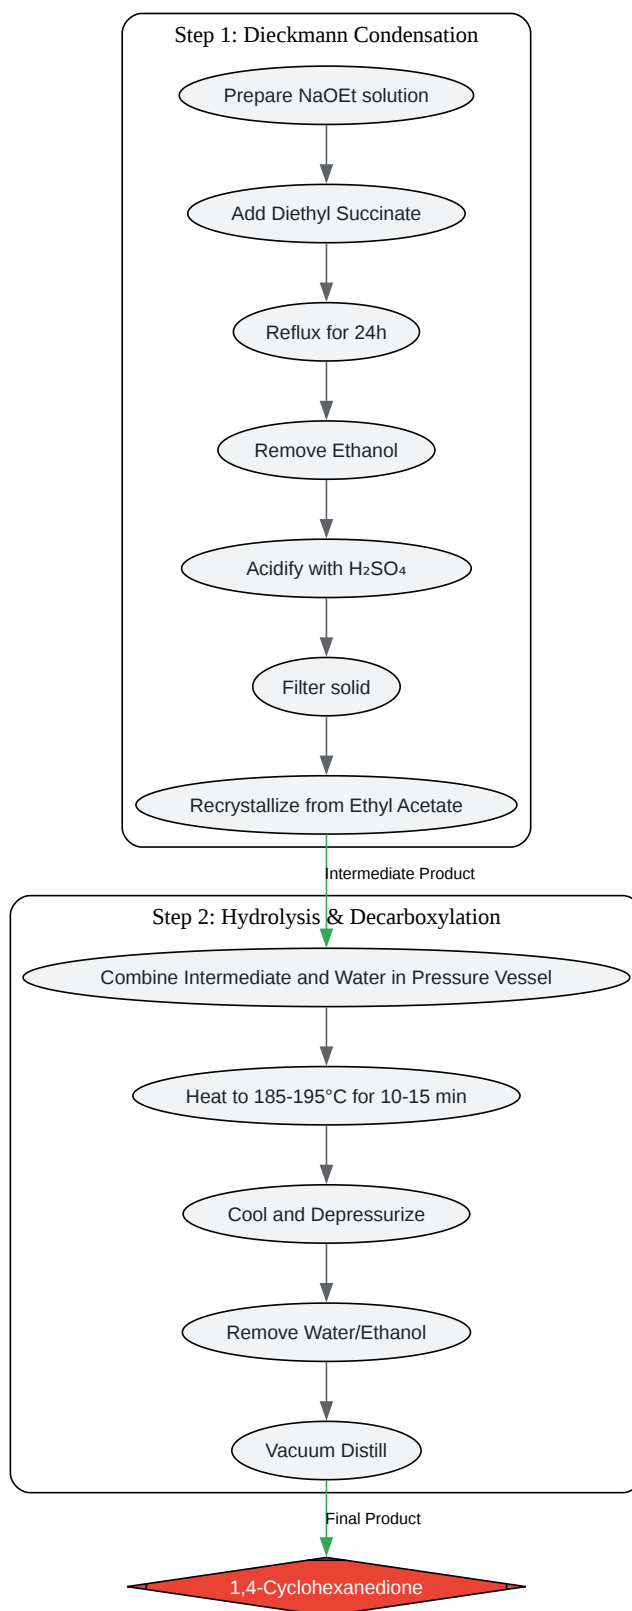 Step 1: Dieckmann Condensation
Prepare NaOEt solution
Add Diethyl Succinate
Reflux for 24h
Remove Ethanol
Acidify with H₂SO₄
Filter solid
Recrystallize from Ethyl Acetate
Intermediate Product
Step 2: Hydrolysis & Decarboxylation
Combine Intermediate and Water in Pressure Vessel
Heat to 185-195°C for 10-15 min
Cool and Depressurize
Remove Water/Ethanol
Vacuum Distill
Final Product
1,4-Cyclohexanedione